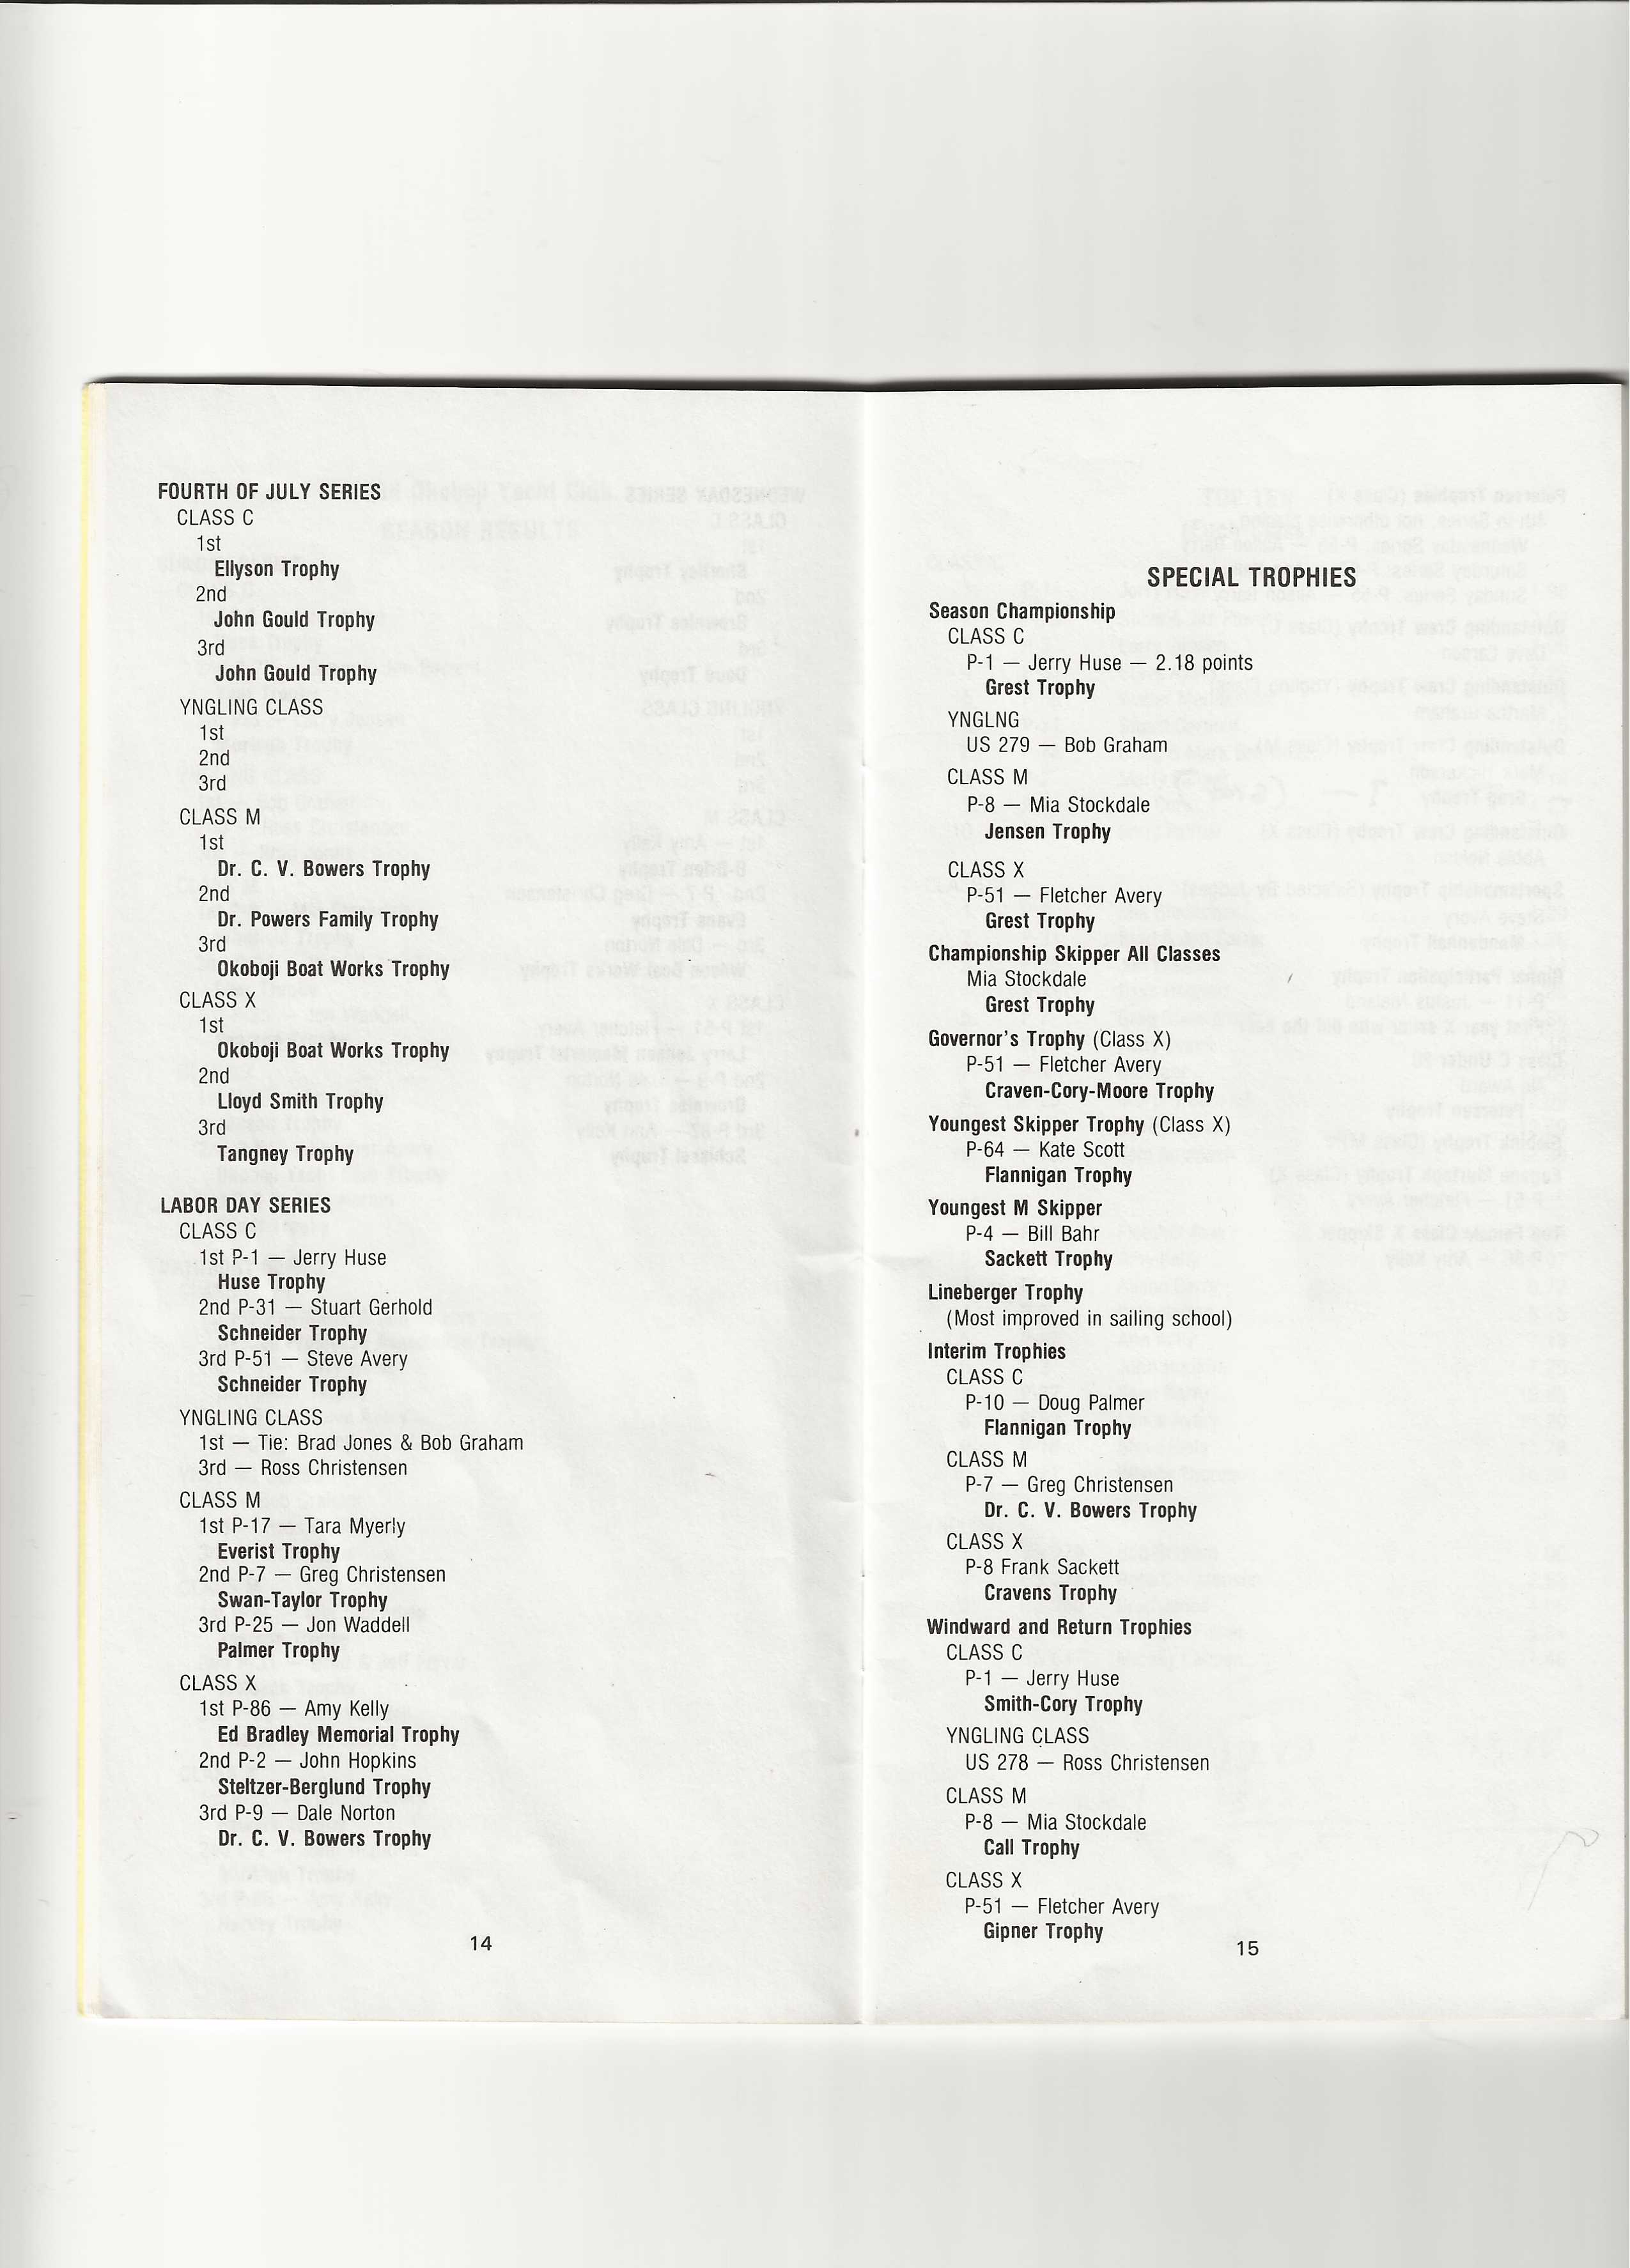 FOURTH OF JULY SERIES
CLASS C
1st
Ellyson Trophy
2nd
John Gould Trophy
3rd
John Gould Trophy
YNGLING CLASS
1st
2nd
3rd
CLASS M
1st
Dr. C. V. Bowers Trophy
2nd
Dr. Powers Family Trophy
3rd
Okoboji Boat Works Trophy
CLASS X
1st
Okoboji Boat Works Trophy
2nd
Lloyd Smith Trophy
3rd
Tangney Trophy
LABOR DAY SERIES
CLASS C
1st P-1 — Jerry Huse
Huse Trophy
2nd P-31 — Stuart Gerhold
Schneider Trophy
3rd P-51 — Steve Avery
Schneider Trophy
YNGLING CLASS
1st — Tie: Brad Jones & Bob Graham
3rd — Ross Christensen
CLASS M
1st P-17 — Tara Myerly
Everist Trophy
2nd P-7 — Greg Christensen
Swan-Taylor Trophy
3rd P-25 — Jon Waddell
Palmer Trophy
CLASS X
1st P-86 — Amy Kelly
Ed Bradley Memorial Trophy
2nd P-2 — John Hopkins
Steltzer-Berglund Trophy
3rd P-9 — Dale Norton
Dr. C. V. Bowers Trophy
14
SPECIAL TROPHIES
Season Championship
CLASS C
P-1 — Jerry Huse — 2.18 points
Grest Trophy
YNGLNG
US 279 — Bob Graham
CLASS M
P-8 — Mia Stockdale
Jensen Trophy
CLASS X
P-51 — Fletcher Avery
Grest Trophy
Championship Skipper All Classes
Mia Stockdale
Grest Trophy
Governor's Trophy (Class X)
P-51 — Fletcher Avery
Craven-Cory-Moore Trophy
Youngest Skipper Trophy (Class X)
P-64 — Kate Scott
Flannigan Trophy
Youngest M Skipper
P-4 — Bill Bahr
Sackett Trophy
Lineberger Trophy
(Most improved in sailing school)
Interim Trophies
CLASS C
P-10 — Doug Palmer
Flannigan Trophy
CLASS M
P-7 — Greg Christensen
Dr. C. V. Bowers Trophy
CLASS X
P-8 Frank Sackett
Cravens Trophy
Windward and Return Trophies
CLASS C
P-1 — Jerry Huse
Smith-Cory Trophy
YNGLING CLASS
US 278 — Ross Christensen
CLASS M
P-8 — Mia Stockdale
Call Trophy
CLASS X
P-51 — Fletcher Avery
Gipner Trophy
15